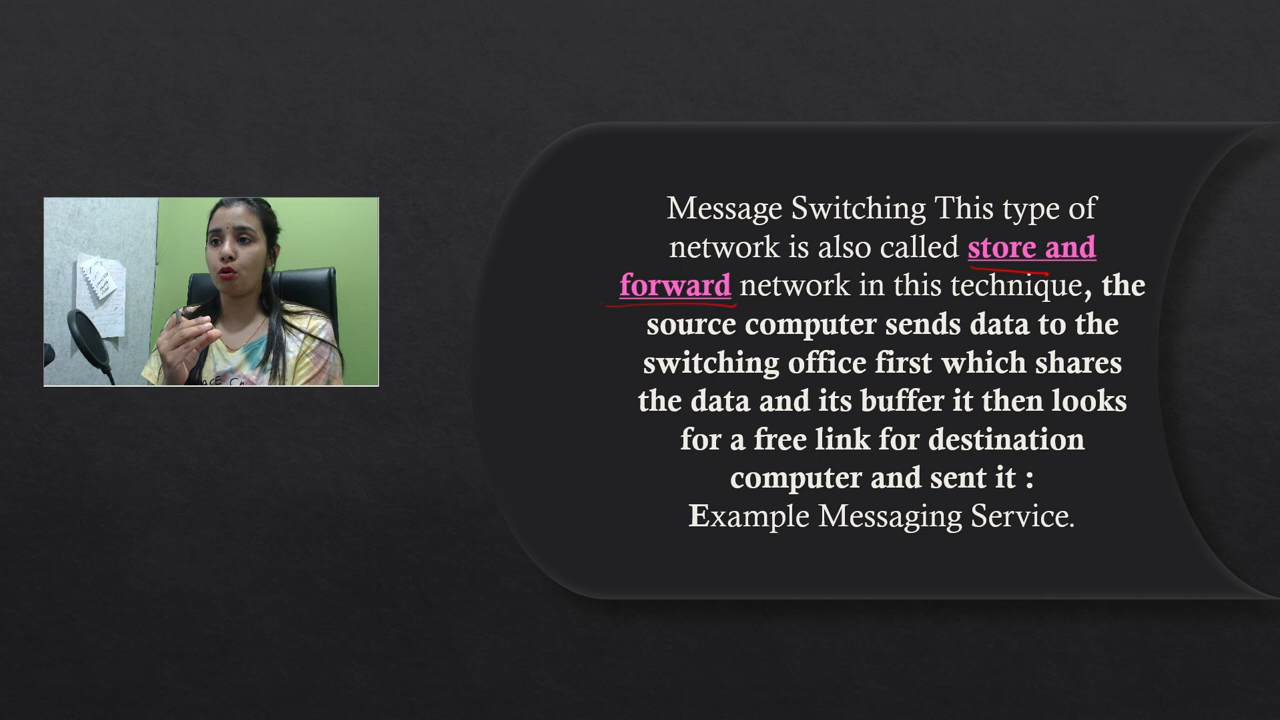 Message Switching This type of
network is also called store and
forward network in this technique, the
source computer sends data to the
switching office first which shares
the data and its buffer it then looks
for a free link for destination
computer and sent it :
Example Messaging Service.